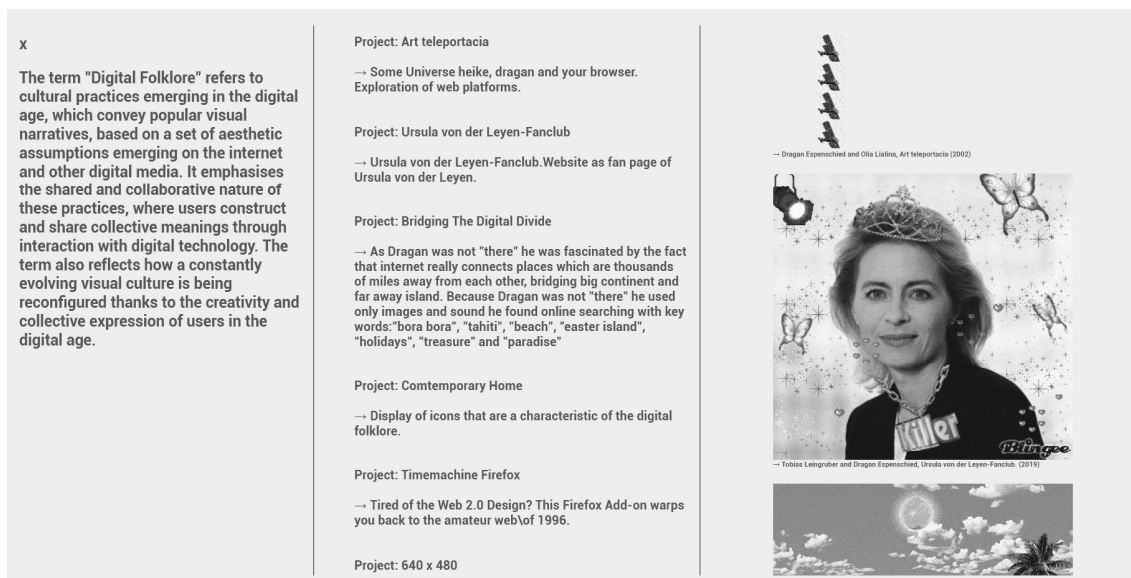 x
The term "Digital Folklore" refers to
cultural practices emerging in the digital
age, which convey popular visual
narratives, based on a set of aesthetic
assumptions emerging on the internet
and other digital media. It emphasises
the shared and collaborative nature of
these practices, where users construct
and share collective meanings through
interaction with digital technology. The
term also reflects how a constantly
evolving visual culture is being
reconfigured thanks to the creativity and
collective expression of users in the
digital age.
Project: Art teleportacia
→ Some Universe heike, dragan and your browser.
Exploration of web platforms.
Project: Ursula von der Leyen-Fanclub
→ Ursula von der Leyen-Fanclub.Website as fan page of
Ursula von der Leyen.
Project: Bridging The Digital Divide
→ As Dragan was not "there" he was fascinated by the fact
that internet really connects places which are thousands
of miles away from each other, bridging big continent and
far away island. Because Dragan was not "there" he used
only images and sound he found online searching with key
words:"bora bora", "tahiti", "beach", "easter island",
"holidays", "treasure" and "paradise"
Project: Comtemporary Home
→ Display of icons that are a characteristic of the digital
folklore.
Project: Timemachine Firefox
→ Tired of the Web 2.0 Design? This Firefox Add-on warps
you back to the amateur web\of 1996.
Project: 640 x 480
→ Dragan Espenschied and Olia Lialina, Art teleportacia (2002)
Killer
Blingee
→ Tobias Leingruber and Dragan Espenschied, Ursula von der Leyen-Fanclub. (2019)